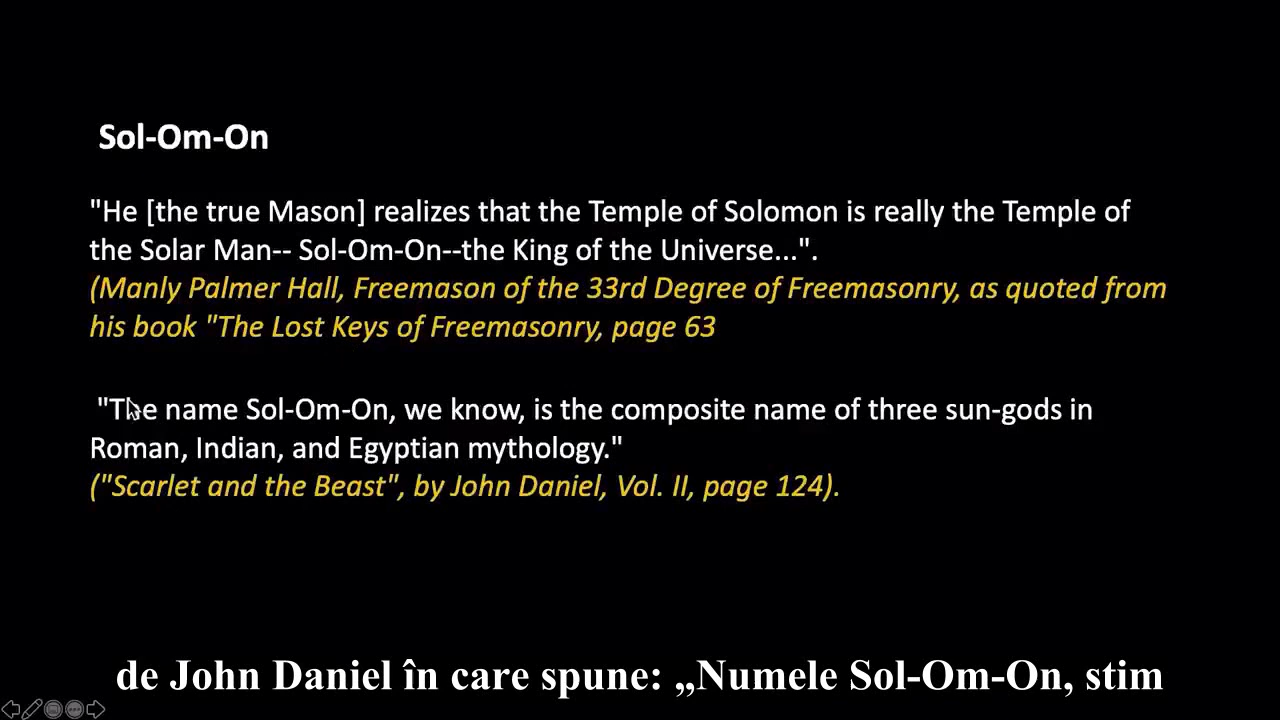 Sol-Om-On
"He [the true Mason] realizes that the Temple of Solomon is really the Temple of
the Solar Man-- Sol-Om-On--the King of the Universe...".
(Manly Palmer Hall, Freemason of the 33rd Degree of Freemasonry, as quoted from
his book "The Lost Keys of Freemasonry, page 63
"The name Sol-Om-On, we know, is the composite name of three sun-gods in
Roman, Indian, and Egyptian mythology."
("Scarlet and the Beast", by John Daniel, Vol. II, page 124).
de John Daniel în care spune: „Numele Sol-Om-On, stim